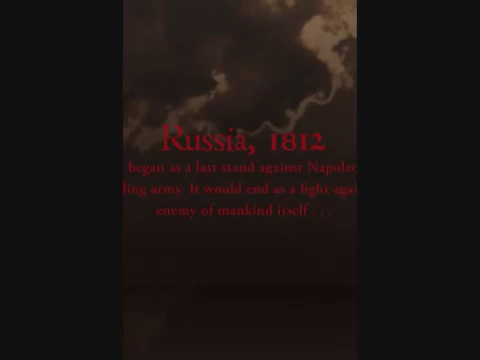 Russia, 1812
began as a last stand against Napoleo
ling army. It would end as a fight agai
enemy of mankind itself . . .